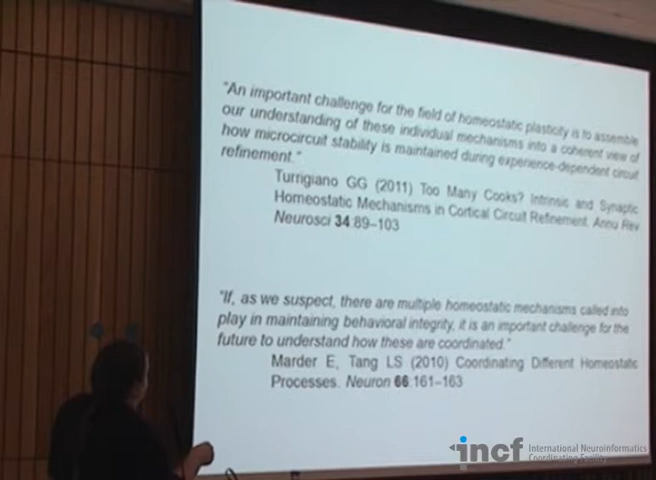 "An important challenge for the field of homeostatic plasticity is to assemble
our understanding of these individual mechanisms into a coherent view of
how microcircuit stability is maintained during experience-dependent circuit
refinement."
Turrigiano GG (2011) Too Many Cooks? Intrinsic and Synaptic
Homeostatic Mechanisms in Cortical Circuit Refinement. Annu Rev
Neurosci 34:89–103
"If, as we suspect, there are multiple homeostatic mechanisms called into
play in maintaining behavioral integrity, it is an important challenge for the
future to understand how these are coordinated."
Marder E, Tang LS (2010) Coordinating Different Homeostatic
Processes. Neuron 66:161–163
incf International Neuroinformatics
Coordinating Facility